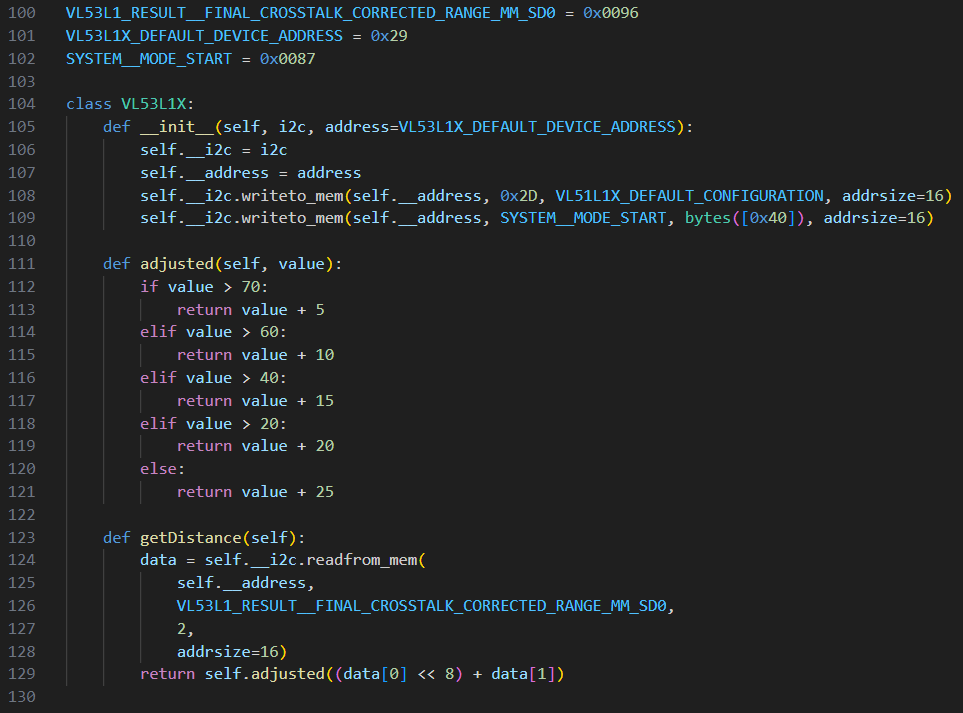 100 VL53L1_RESULT__FINAL_CROSSTALK_CORRECTED_RANGE_MM_SD0 = 0x0096
101 VL53L1X_DEFAULT_DEVICE_ADDRESS = 0x29
102 SYSTEM__MODE_START = 0x0087
103
104 class VL53L1X:
105     def __init__(self, i2c, address=VL53L1X_DEFAULT_DEVICE_ADDRESS):
106         self.__i2c = i2c
107         self.__address = address
108         self.__i2c.writeto_mem(self.__address, 0x2D, VL51L1X_DEFAULT_CONFIGURATION, addrsize=16)
109         self.__i2c.writeto_mem(self.__address, SYSTEM__MODE_START, bytes([0x40]), addrsize=16)
110
111     def adjusted(self, value):
112         if value > 70:
113             return value + 5
114         elif value > 60:
115             return value + 10
116         elif value > 40:
117             return value + 15
118         elif value > 20:
119             return value + 20
120         else:
121             return value + 25
122
123     def getDistance(self):
124         data = self.__i2c.readfrom_mem(
125             self.__address,
126             VL53L1_RESULT__FINAL_CROSSTALK_CORRECTED_RANGE_MM_SD0,
127             2,
128             addrsize=16)
129         return self.adjusted((data[0] << 8) + data[1])
130